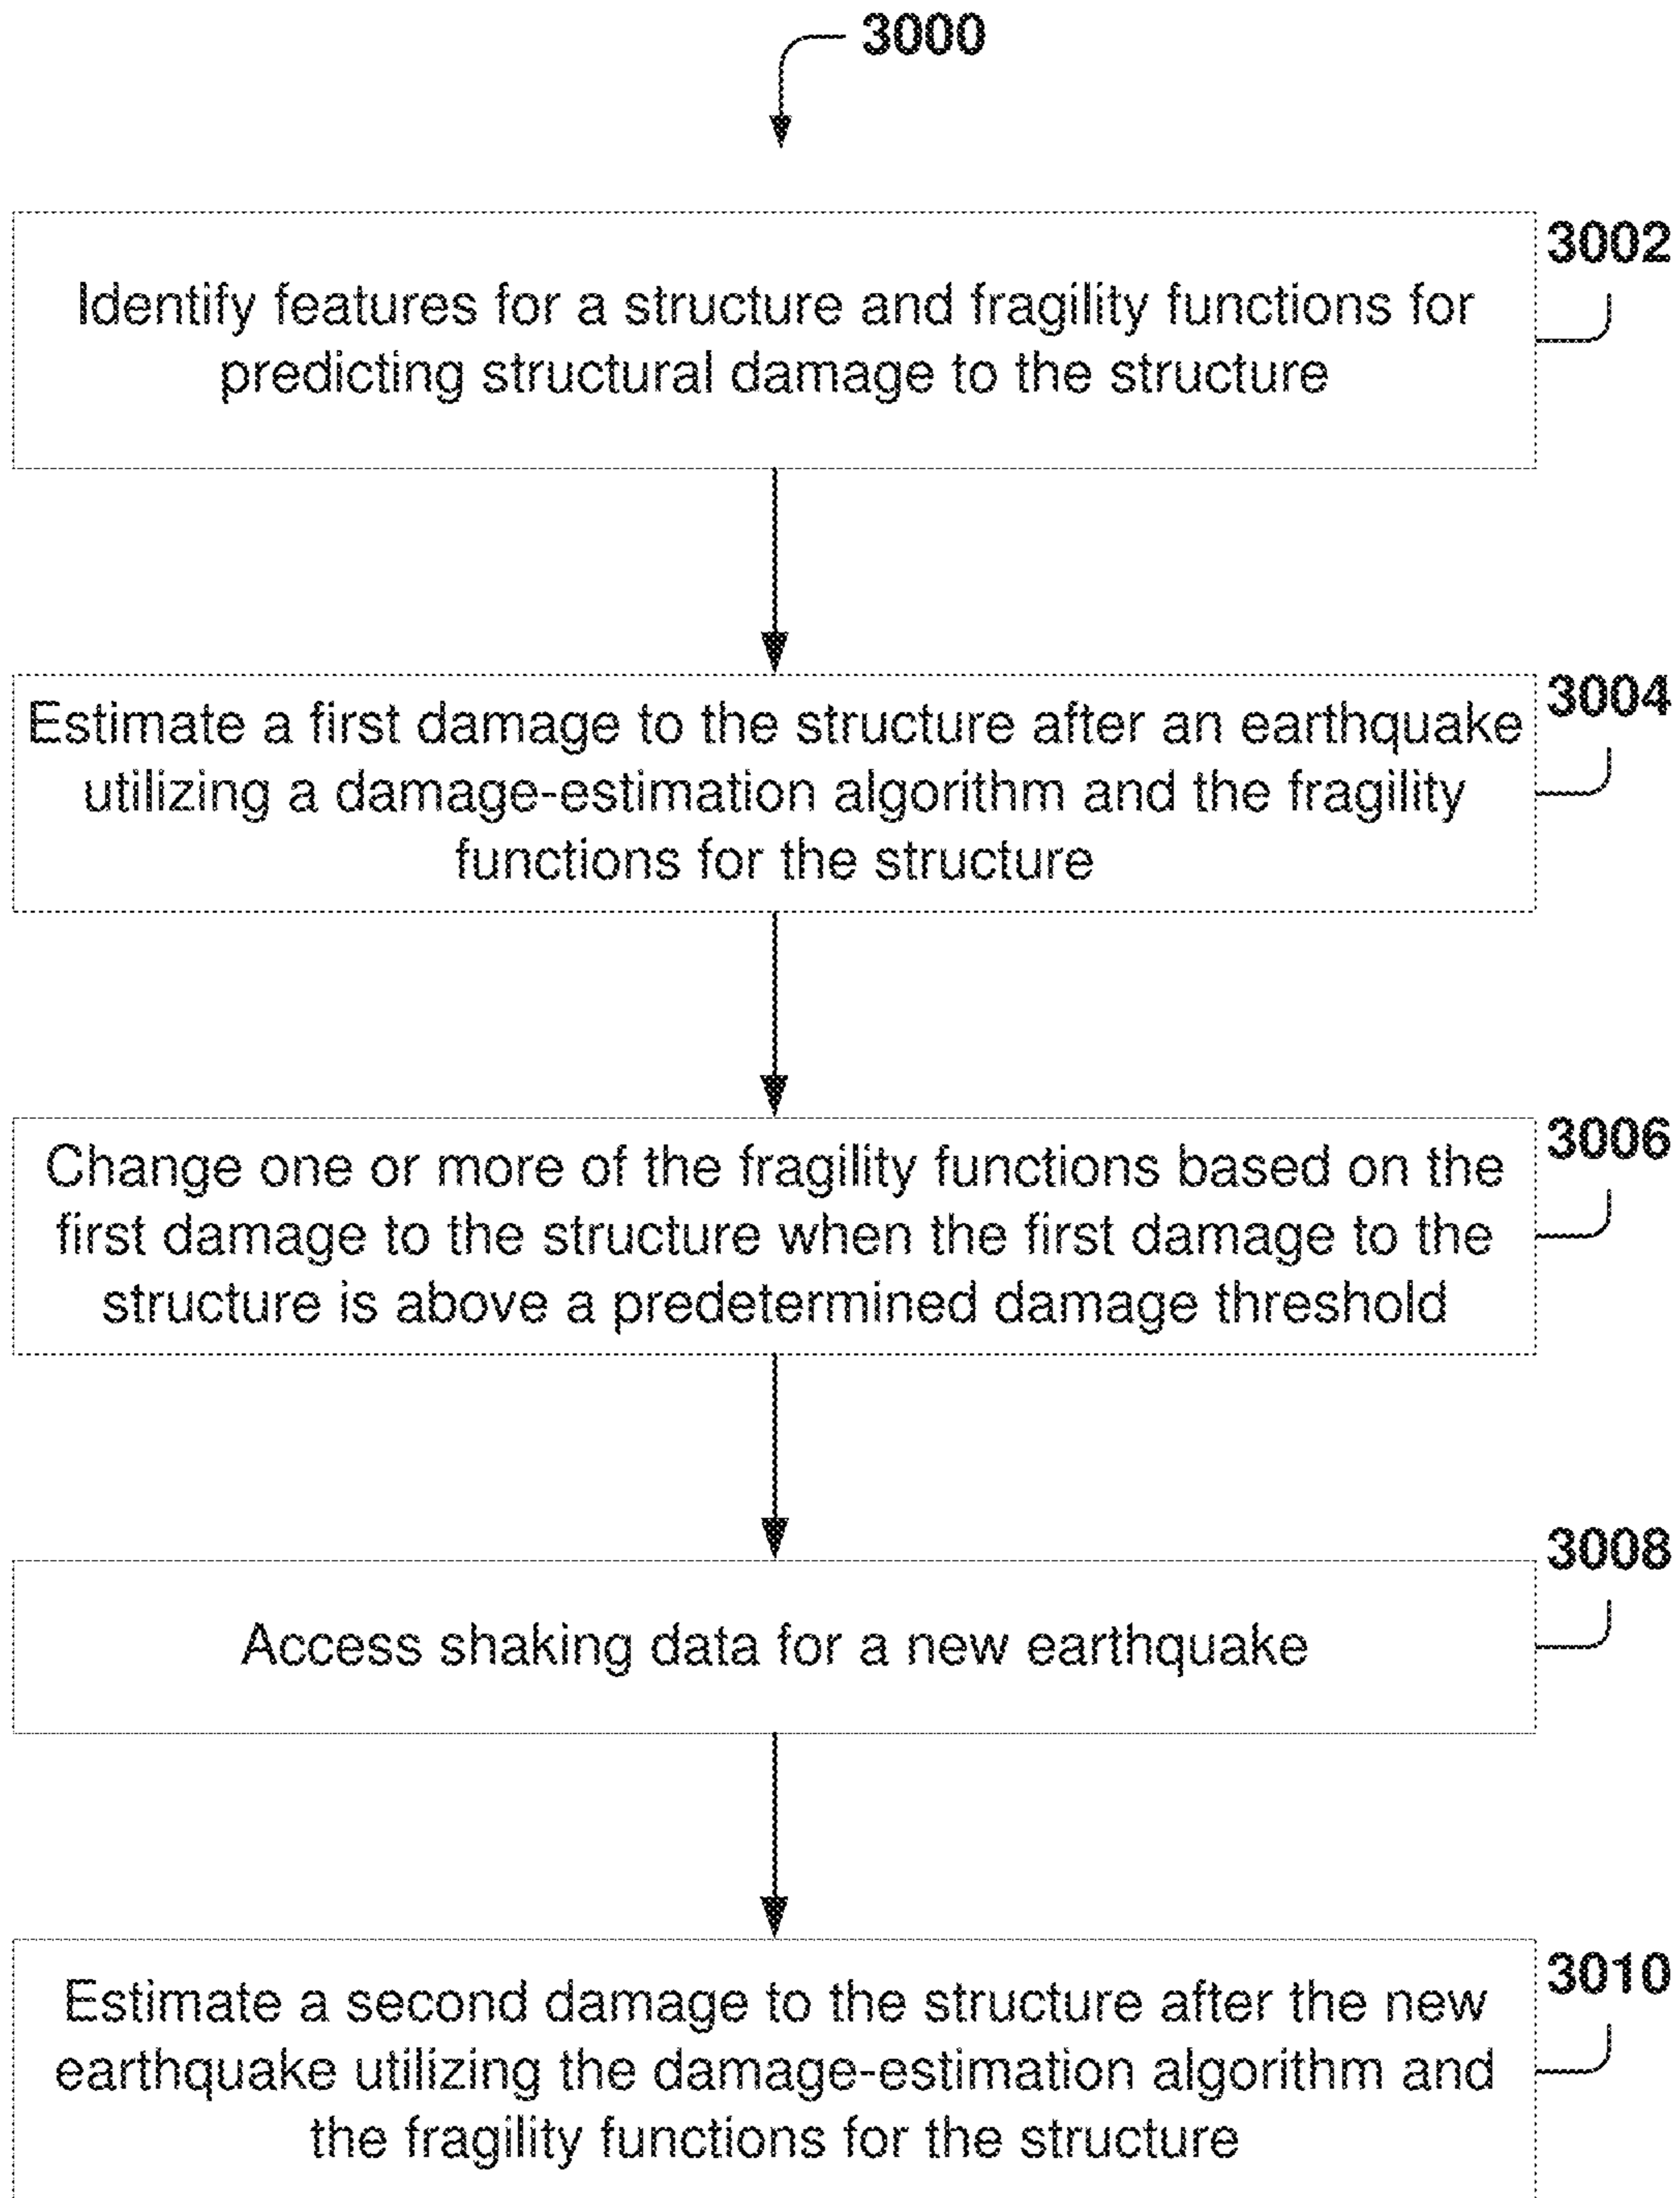 3000
3002
Identify features for a structure and fragility functions for
predicting structural damage to the structure
3004
Estimate a first damage to the structure after an earthquake
utilizing a damage-estimation algorithm and the fragility
functions for the structure
3006
Change one or more of the fragility functions based on the
first damage to the structure when the first damage to the
structure is above a predetermined damage threshold
3008
Access shaking data for a new earthquake
3010
Estimate a second damage to the structure after the new
earthquake utilizing the damage-estimation algorithm and
the fragility functions for the structure